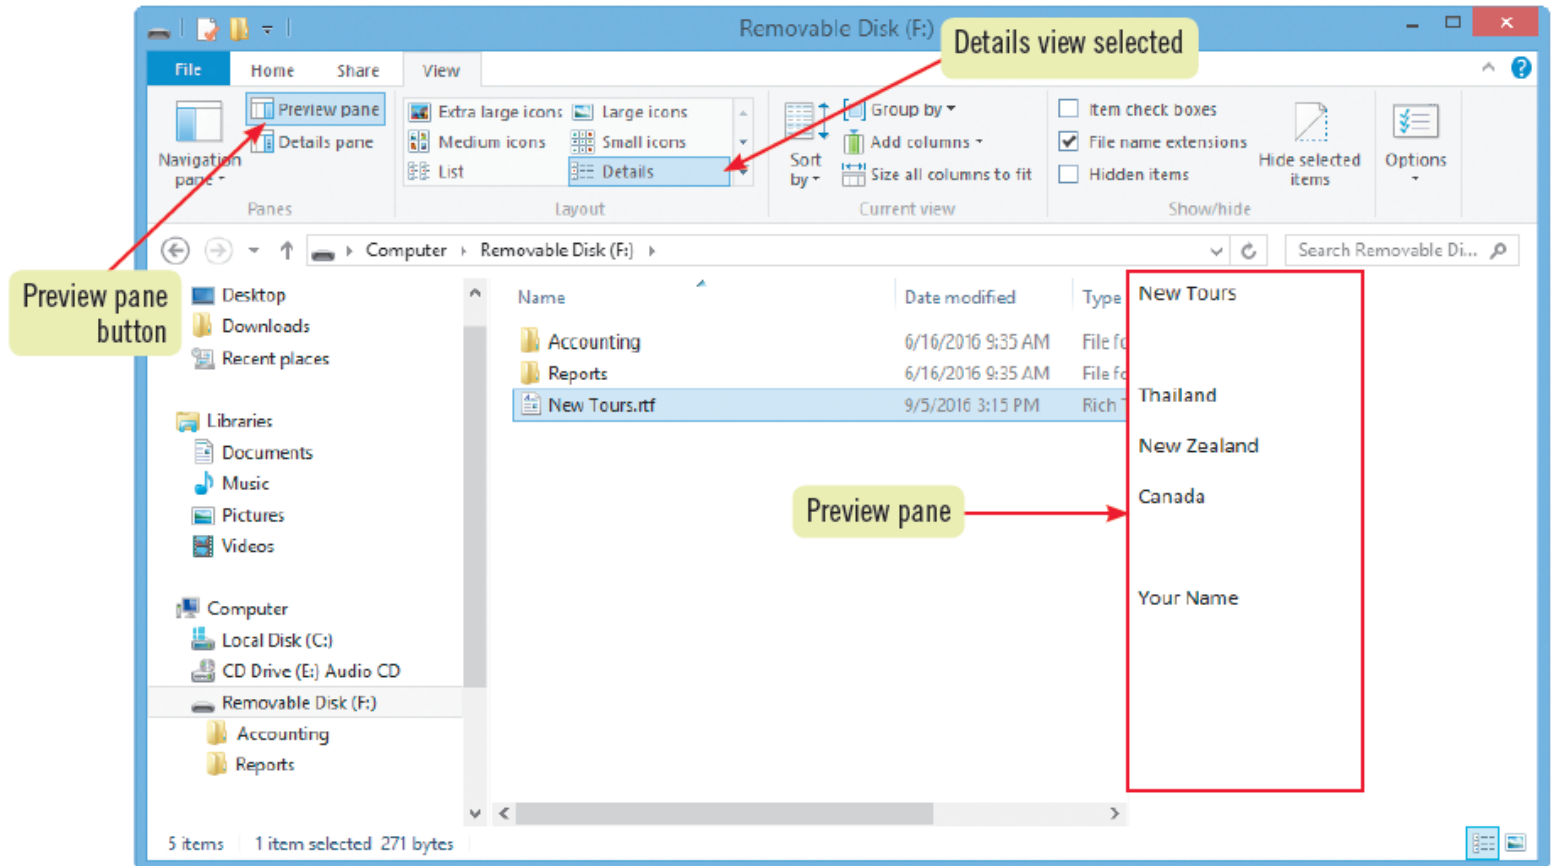 Removable Disk (F:)
Details view selected
File Home Share View
Preview pane
Details pane
Navigation
pane
Panes
Extra large icons Large icons
Medium icons Small icons
List Details
Layout
Sort
by
Group by
Add columns
Size all columns to fit
Current view
Item check boxes
File name extensions
Hidden items
Hide selected
items
Show/hide
Options
Computer Removable Disk (F:)
Search Removable Di...
Preview pane
button
Desktop
Downloads
Recent places
Libraries
Documents
Music
Pictures
Videos
Computer
Local Disk (C:)
CD Drive (E:) Audio CD
Removable Disk (F:)
Accounting
Reports
Name Date modified Type
Accounting 6/16/2016 9:35 AM File fo
Reports 6/16/2016 9:35 AM File fo
New Tours.rtf 9/5/2016 3:15 PM Rich T
Preview pane
New Tours
Thailand
New Zealand
Canada
Your Name
5 items 1 item selected 271 bytes